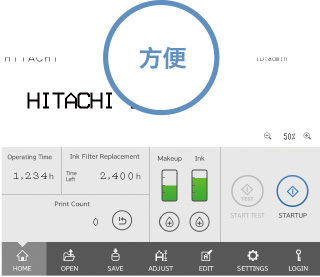 HITACHI ID:admin
方便
HITACHI
50%
Operating Time
1,234h
Ink Filter Replacement
Time Left 2,400h
Print Count
0
Makeup Ink
TEST
START TEST STARTUP
HOME OPEN SAVE ADJUST EDIT SETTINGS LOGIN